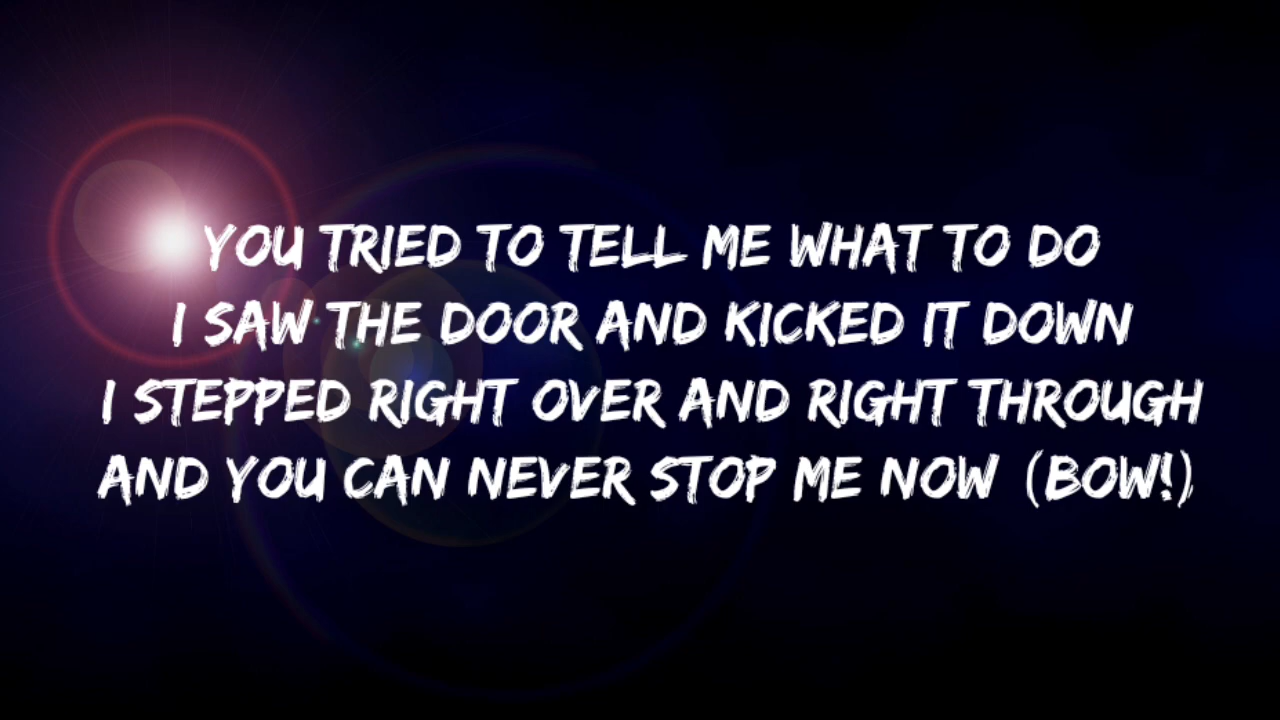 YOU TRIED TO TELL ME WHAT TO DO
I SAW THE DOOR AND KICKED IT DOWN
I STEPPED RIGHT OVER AND RIGHT THROUGH
AND YOU CAN NEVER STOP ME NOW (BOW!)